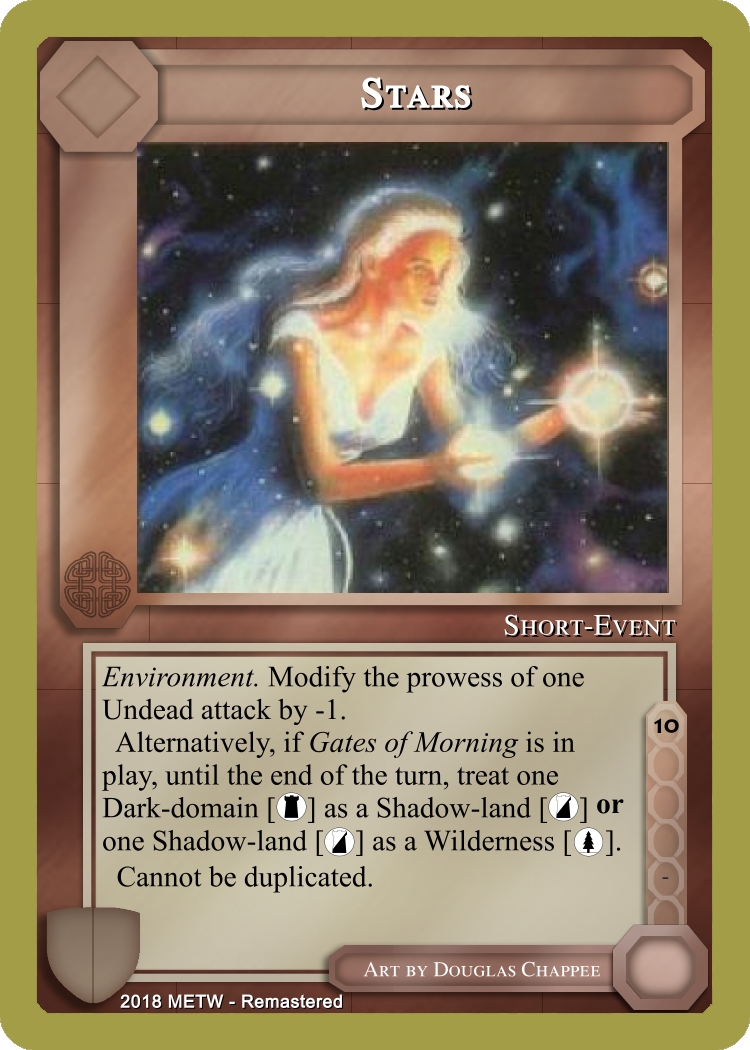 Stars
Short-Event
Environment. Modify the prowess of one
Undead attack by -1.
Alternatively, if Gates of Morning is in
play, until the end of the turn, treat one
Dark-domain [] as a Shadow-land [] or
one Shadow-land [] as a Wilderness [].
Cannot be duplicated.
10
-
Art by Douglas Chappee
2018 METW - Remastered